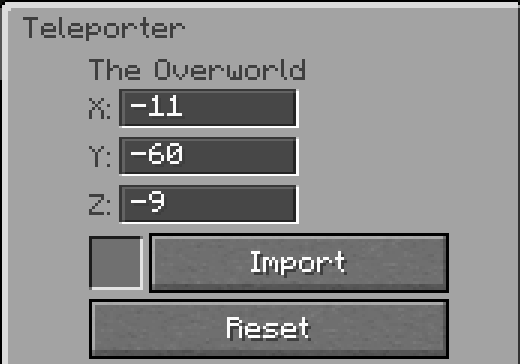 Teleporter
The Overworld
X: -11
Y: -60
Z: -9
Import
Reset